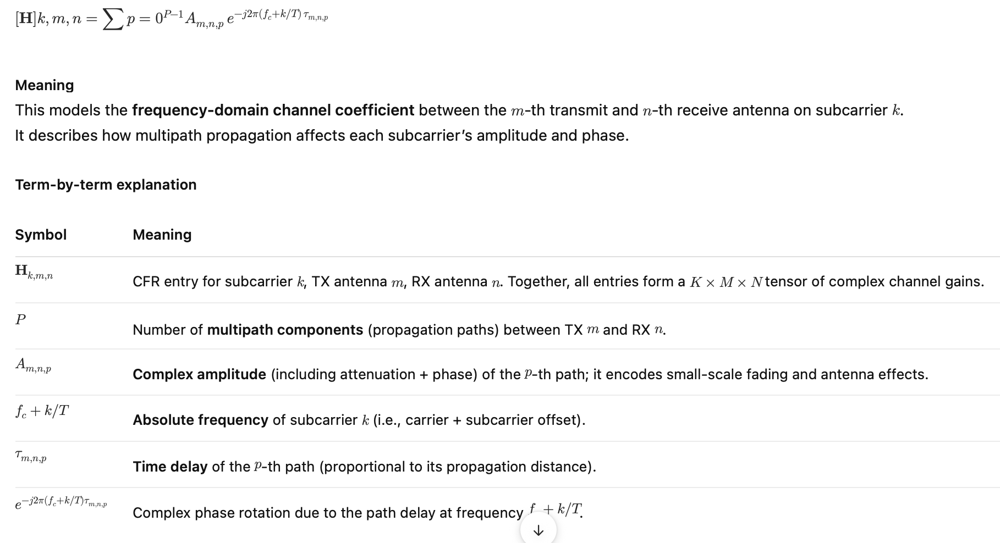 [H]k, m, n = ∑ p = 0^{P−1} A_{m,n,p} e^{−j2π(f_c+k/T) τ_{m,n,p}}
Meaning
This models the frequency-domain channel coefficient between the m-th transmit and n-th receive antenna on subcarrier k.
It describes how multipath propagation affects each subcarrier’s amplitude and phase.
Term-by-term explanation
Symbol Meaning
H_{k,m,n} CFR entry for subcarrier k, TX antenna m, RX antenna n. Together, all entries form a K × M × N tensor of complex channel gains.
P Number of multipath components (propagation paths) between TX m and RX n.
A_{m,n,p} Complex amplitude (including attenuation + phase) of the p-th path; it encodes small-scale fading and antenna effects.
f_c + k/T Absolute frequency of subcarrier k (i.e., carrier + subcarrier offset).
τ_{m,n,p} Time delay of the p-th path (proportional to its propagation distance).
e^{−j2π(f_c+k/T)τ_{m,n,p}} Complex phase rotation due to the path delay at frequency f + k/T.